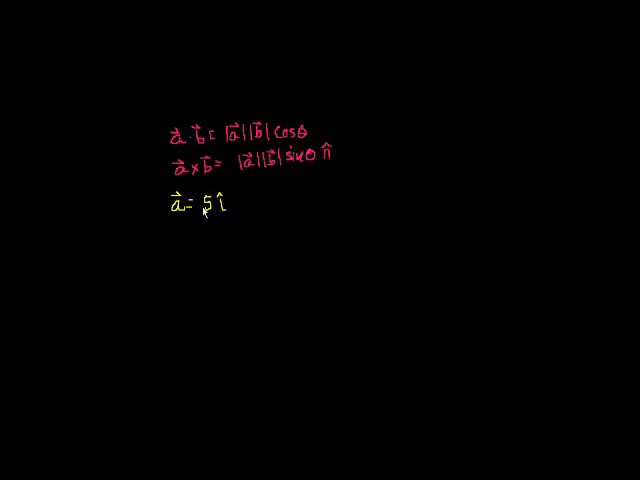 a⃗ · b⃗ = |a⃗||b⃗| cosθ
a⃗ × b⃗ = |a⃗||b⃗| sinθ n̂
a⃗ = 5 î